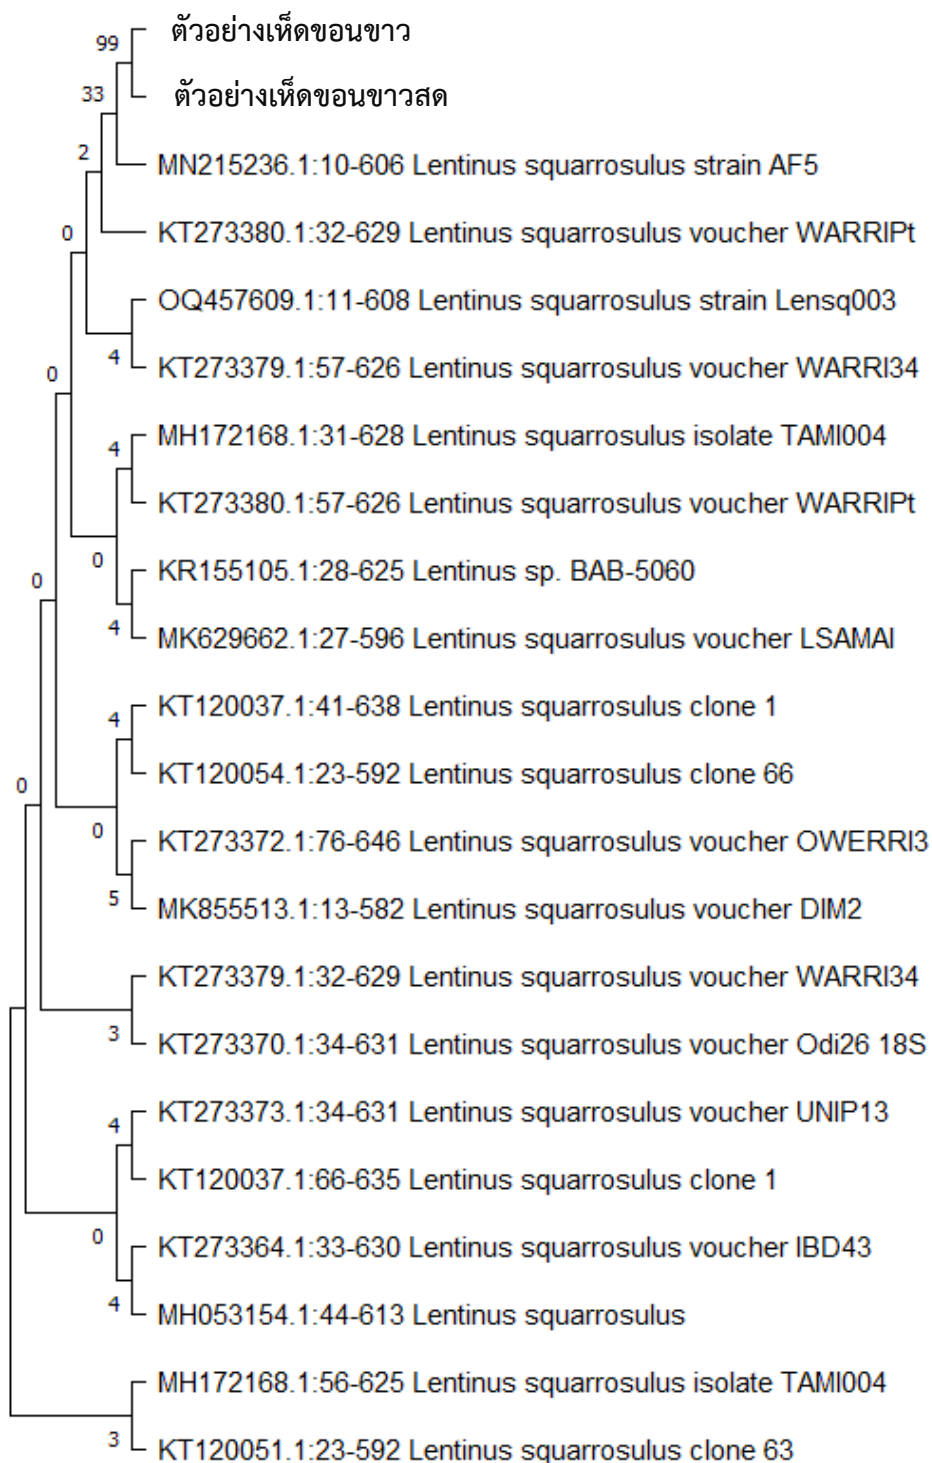 99
ตัวอย่างเห็ดขอนขาว
33
ตัวอย่างเห็ดขอนขาวสด
2
MN215236.1:10-606 Lentinus squarrosulus strain AF5
0
KT273380.1:32-629 Lentinus squarrosulus voucher WARRIPt
OQ457609.1:11-608 Lentinus squarrosulus strain Lensq003
4
KT273379.1:57-626 Lentinus squarrosulus voucher WARRI34
0
4
MH172168.1:31-628 Lentinus squarrosulus isolate TAMI004
KT273380.1:57-626 Lentinus squarrosulus voucher WARRIPt
0
0
KR155105.1:28-625 Lentinus sp. BAB-5060
4
MK629662.1:27-596 Lentinus squarrosulus voucher LSAMAI
4
KT120037.1:41-638 Lentinus squarrosulus clone 1
KT120054.1:23-592 Lentinus squarrosulus clone 66
0
0
KT273372.1:76-646 Lentinus squarrosulus voucher OWERRI3
5
MK855513.1:13-582 Lentinus squarrosulus voucher DIM2
KT273379.1:32-629 Lentinus squarrosulus voucher WARRI34
3
KT273370.1:34-631 Lentinus squarrosulus voucher Odi26 18S
4
KT273373.1:34-631 Lentinus squarrosulus voucher UNIP13
KT120037.1:66-635 Lentinus squarrosulus clone 1
0
KT273364.1:33-630 Lentinus squarrosulus voucher IBD43
4
MH053154.1:44-613 Lentinus squarrosulus
MH172168.1:56-625 Lentinus squarrosulus isolate TAMI004
3
KT120051.1:23-592 Lentinus squarrosulus clone 63